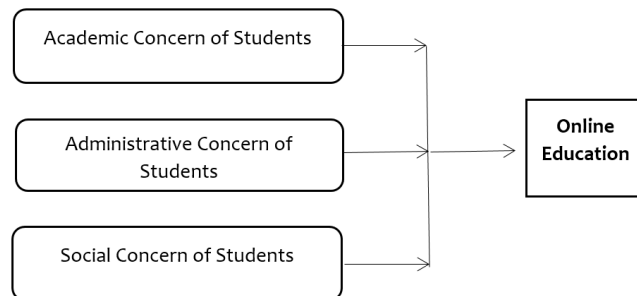 Academic Concern of Students
Administrative Concern of
Students
Social Concern of Students
Online
Education